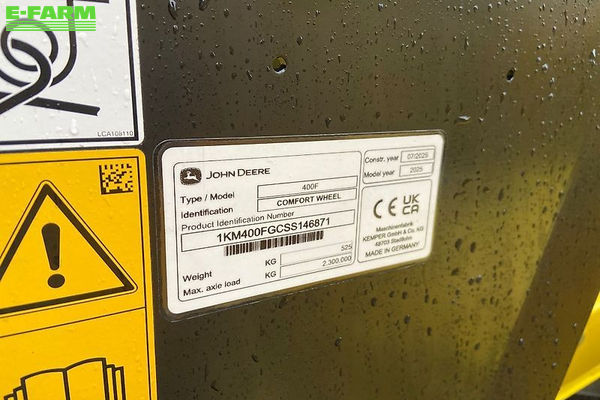 E-FARM
LCA108110
JOHN DEERE
Type / Model 400F
Identification COMFORT WHEEL
Product Identification Number
1KM400FGCSS146871
Weight KG 525
Max. axle load KG 2.300.000
Constr. year 07/2025
Model year 2025
CE UK CA
Maschinenfabrik
KEMPER GmbH & Co. KG
48703 Stadtlohn
MADE IN GERMANY